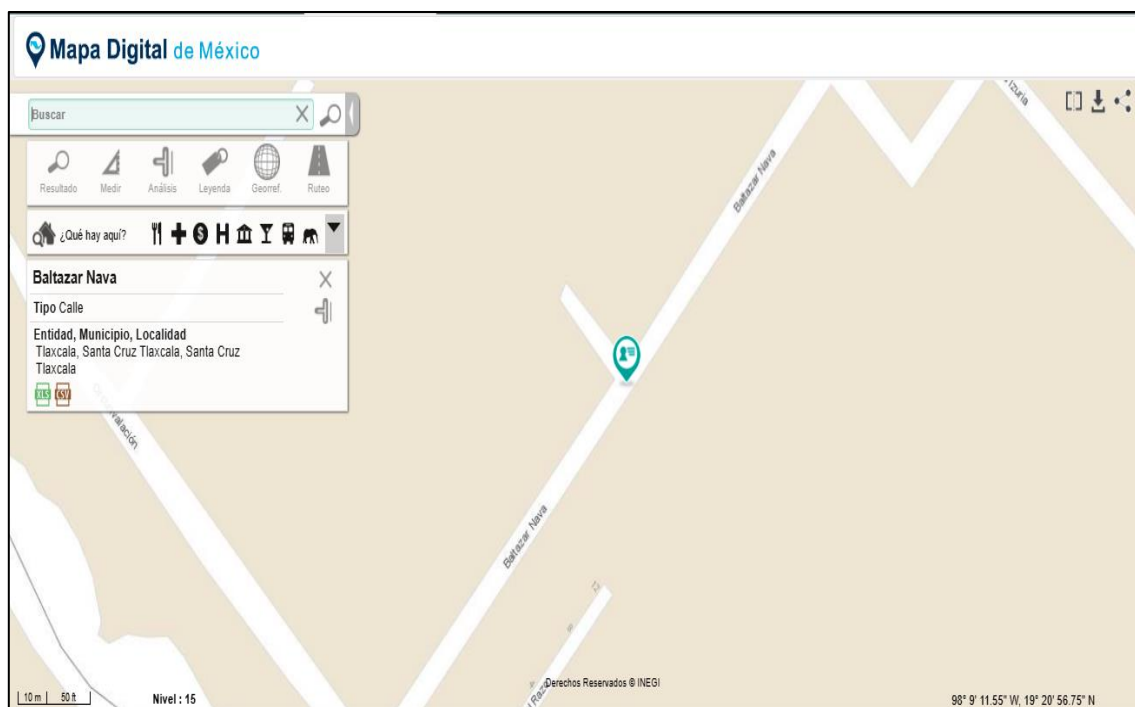 Mapa Digital de México
Buscar
Resultado Medir Análisis Leyenda Georref. Ruteo
¿Qué hay aquí?
Baltazar Nava
Tipo Calle
Entidad, Municipio, Localidad
Tlaxcala, Santa Cruz Tlaxcala, Santa Cruz
Tlaxcala
XLS CSV
Baltazar Nava
Baltazar Nava
Derechos Reservados © INEGI
10 m 50 ft
Nivel : 15
98° 9' 11.55" W, 19° 20' 56.75" N